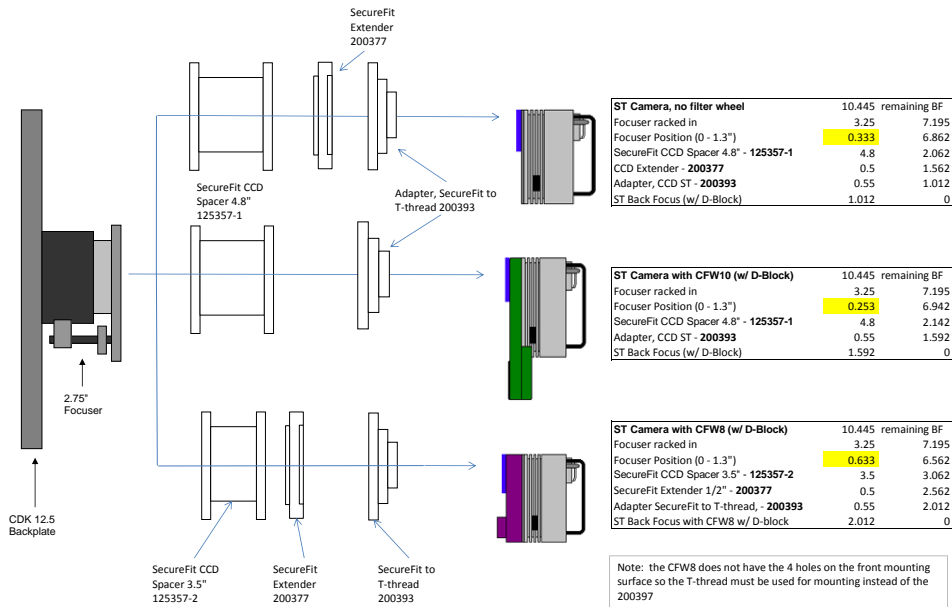 SecureFit
Extender
200377
SecureFit CCD
Spacer 4.8"
125357-1
Adapter, SecureFit to
T-thread 200393
2.75"
Focuser
CDK 12.5
Backplate
SecureFit CCD
Spacer 3.5"
125357-2
SecureFit
Extender
200377
SecureFit to
T-thread
200393
ST Camera, no filter wheel 10.445 remaining BF
Focuser racked in 3.25 7.195
Focuser Position (0 - 1.3") 0.333 6.862
SecureFit CCD Spacer 4.8" - 125357-1 4.8 2.062
CCD Extender - 200377 0.5 1.562
Adapter, CCD ST - 200393 0.55 1.012
ST Back Focus (w/ D-Block) 1.012 0
ST Camera with CFW10 (w/ D-Block) 10.445 remaining BF
Focuser racked in 3.25 7.195
Focuser Position (0 - 1.3") 0.253 6.942
SecureFit CCD Spacer 4.8" - 125357-1 4.8 2.142
Adapter, CCD ST - 200393 0.55 1.592
ST Back Focus (w/ D-Block) 1.592 0
ST Camera with CFW8 (w/ D-Block) 10.445 remaining BF
Focuser racked in 3.25 7.195
Focuser Position (0 - 1.3") 0.633 6.562
SecureFit CCD Spacer 3.5" - 125357-2 3.5 3.062
SecureFit Extender 1/2" - 200377 0.5 2.562
Adapter SecureFit to T-thread, - 200393 0.55 2.012
ST Back Focus with CFW8 w/ D-block 2.012 0
Note: the CFW8 does not have the 4 holes on the front mounting
surface so the T-thread must be used for mounting instead of the
200397